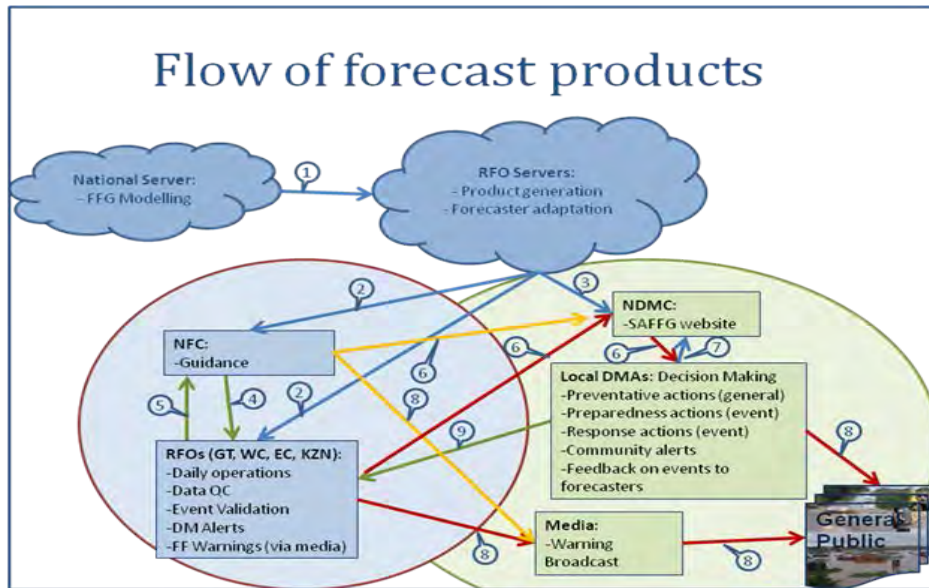 Flow of forecast products
National Server:
- FFG Modelling
1
RFO Servers:
- Product generation
- Forecaster adaptation
2
3
NFC:
-Guidance
NDMC:
-SAFFG website
6
6
6
7
5
4
2
8
9
Local DMAs: Decision Making
-Preventative actions (general)
-Preparedness actions (event)
-Response actions (event)
-Community alerts
-Feedback on events to
forecasters
8
RFOs (GT, WC, EC, KZN):
-Daily operations
-Data QC
-Event Validation
-DM Alerts
-FF Warnings (via media)
8
Media:
-Warning
Broadcast
8
General
Public